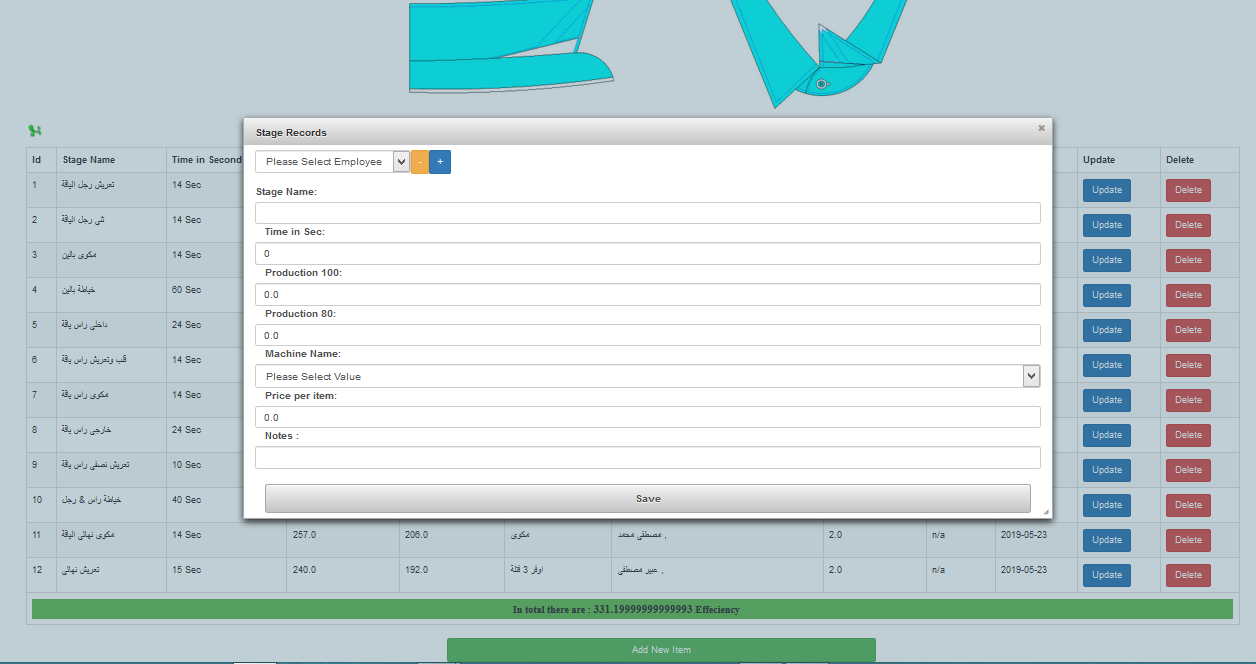 Stage Records
Please Select Employee - +
Stage Name:
Time in Sec:
0
Production 100:
0.0
Production 80:
0.0
Machine Name:
Please Select Value
Price per item:
0.0
Notes :
Save
Id Stage Name Time in Second Update Delete
1 تعريش رجل الياقة 14 Sec Update Delete
2 ثنى رجل الياقة 14 Sec Update Delete
3 مكوى بالين 14 Sec Update Delete
4 خياطة بالين 60 Sec Update Delete
5 داخلى راس ياقة 24 Sec Update Delete
6 قلب وتعريش راس ياقة 14 Sec Update Delete
7 مكوى راس ياقة 14 Sec Update Delete
8 خارجى راس ياقة 24 Sec Update Delete
9 تعريش نصفى راس ياقة 10 Sec Update Delete
10 خياطة راس & رجل 40 Sec Update Delete
11 مكوى نهائى الياقة 14 Sec 257.0 206.0 مكوى , مصطفى محمد 2.0 n/a 2019-05-23 Update Delete
12 تعريش نهائى 15 Sec 240.0 192.0 اوفر 3 فتلة , عبير مصطفى 2.0 n/a 2019-05-23 Update Delete
In total there are : 331.19999999999993 Effeciency
Add New Item